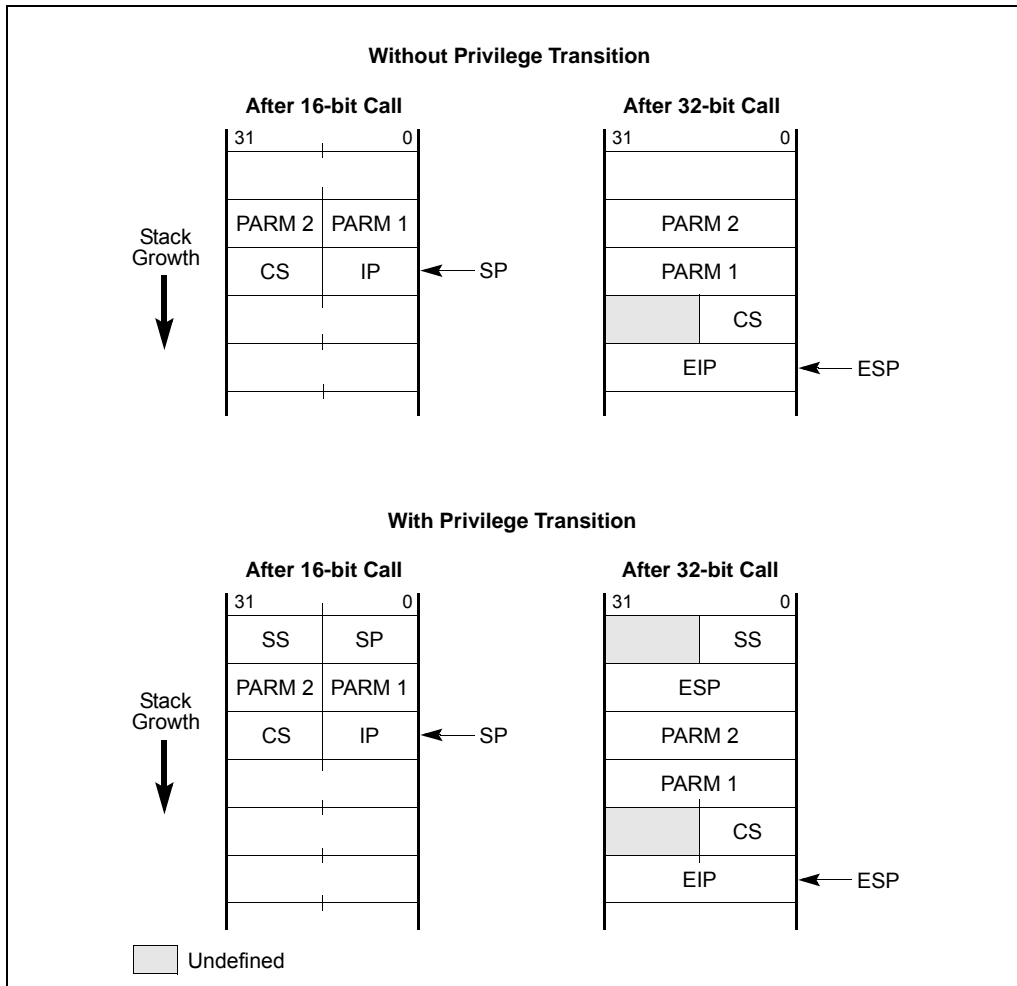 Without Privilege Transition
After 16-bit Call
After 32-bit Call
31 0
31 0
PARM 2 PARM 1
PARM 2
Stack
Growth
CS IP
SP
PARM 1
CS
EIP
ESP
With Privilege Transition
After 16-bit Call
After 32-bit Call
31 0
31 0
SS SP
SS
Stack
Growth
PARM 2 PARM 1
ESP
CS IP
SP
PARM 2
PARM 1
CS
EIP
ESP
Undefined